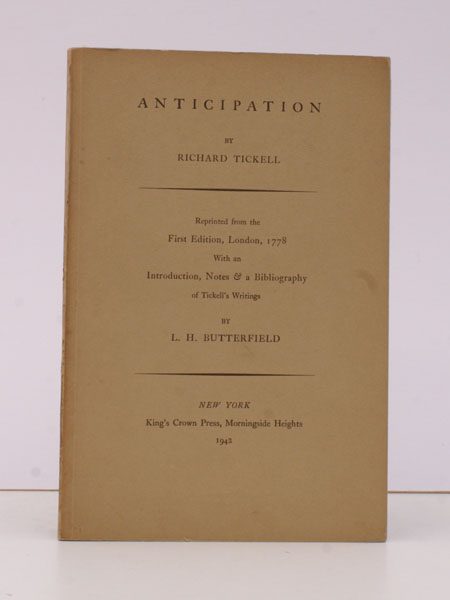 ANTICIPATION
BY
RICHARD TICKELL
Reprinted from the
First Edition, London, 1778
With an
Introduction, Notes & a Bibliography
of Tickell's Writings
BY
L. H. BUTTERFIELD
NEW YORK
King's Crown Press, Morningside Heights
1942